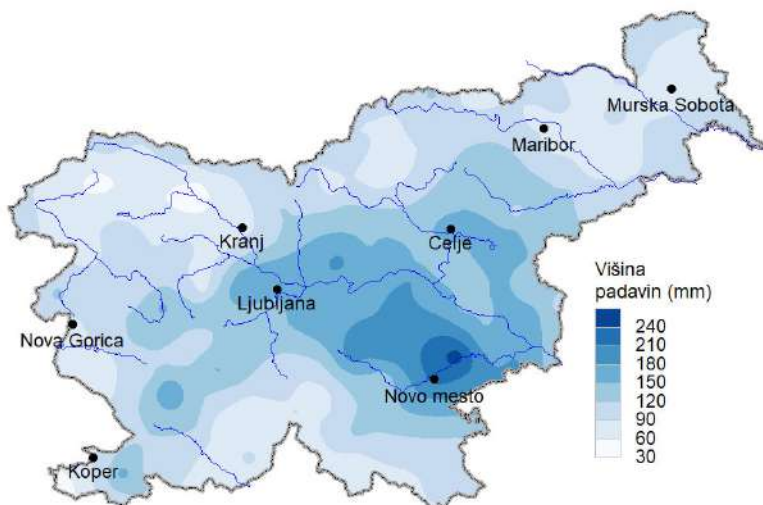 Murska Sobota
Maribor
Kranj
Celje
Ljubljana
Nova Gorica
Novo mesto
Koper
Višina
padavin (mm)
240
210
180
150
120
90
60
30